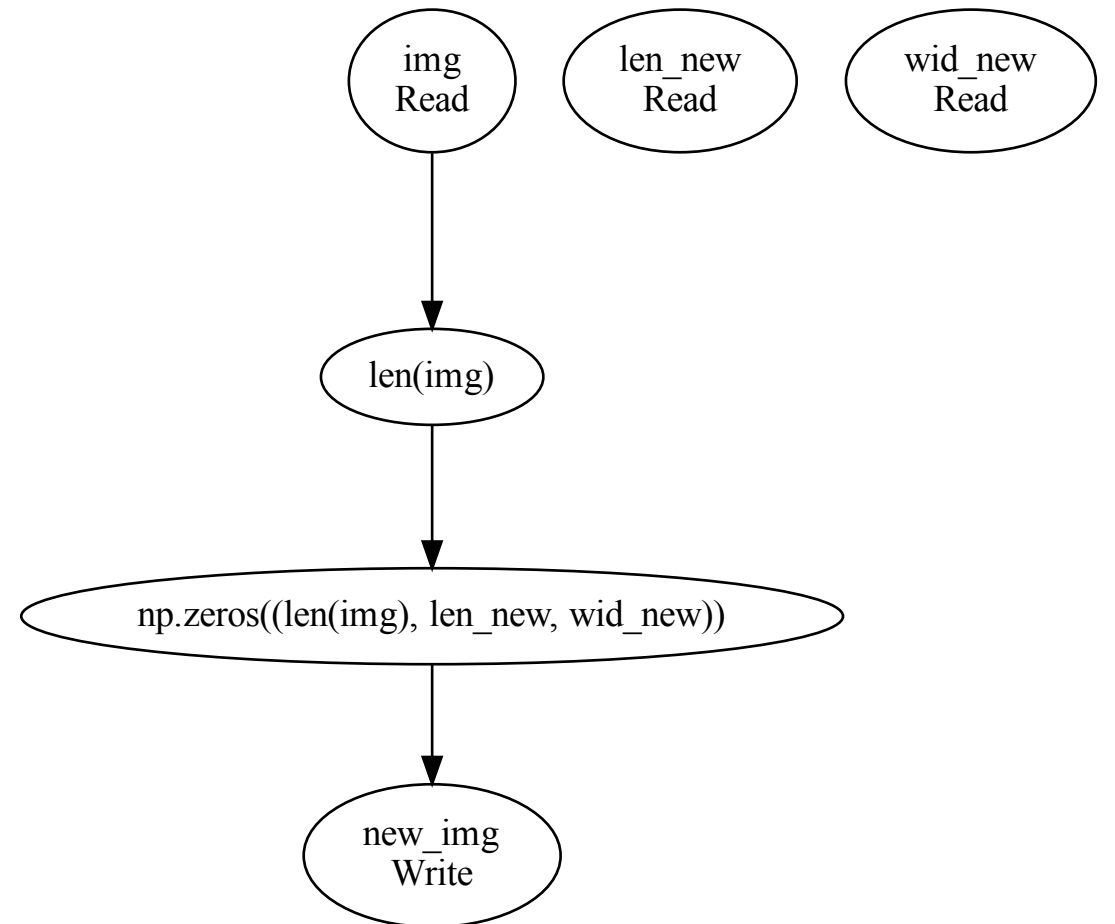 img
Read
len_new
Read
wid_new
Read
len(img)
np.zeros((len(img), len_new, wid_new))
new_img
Write